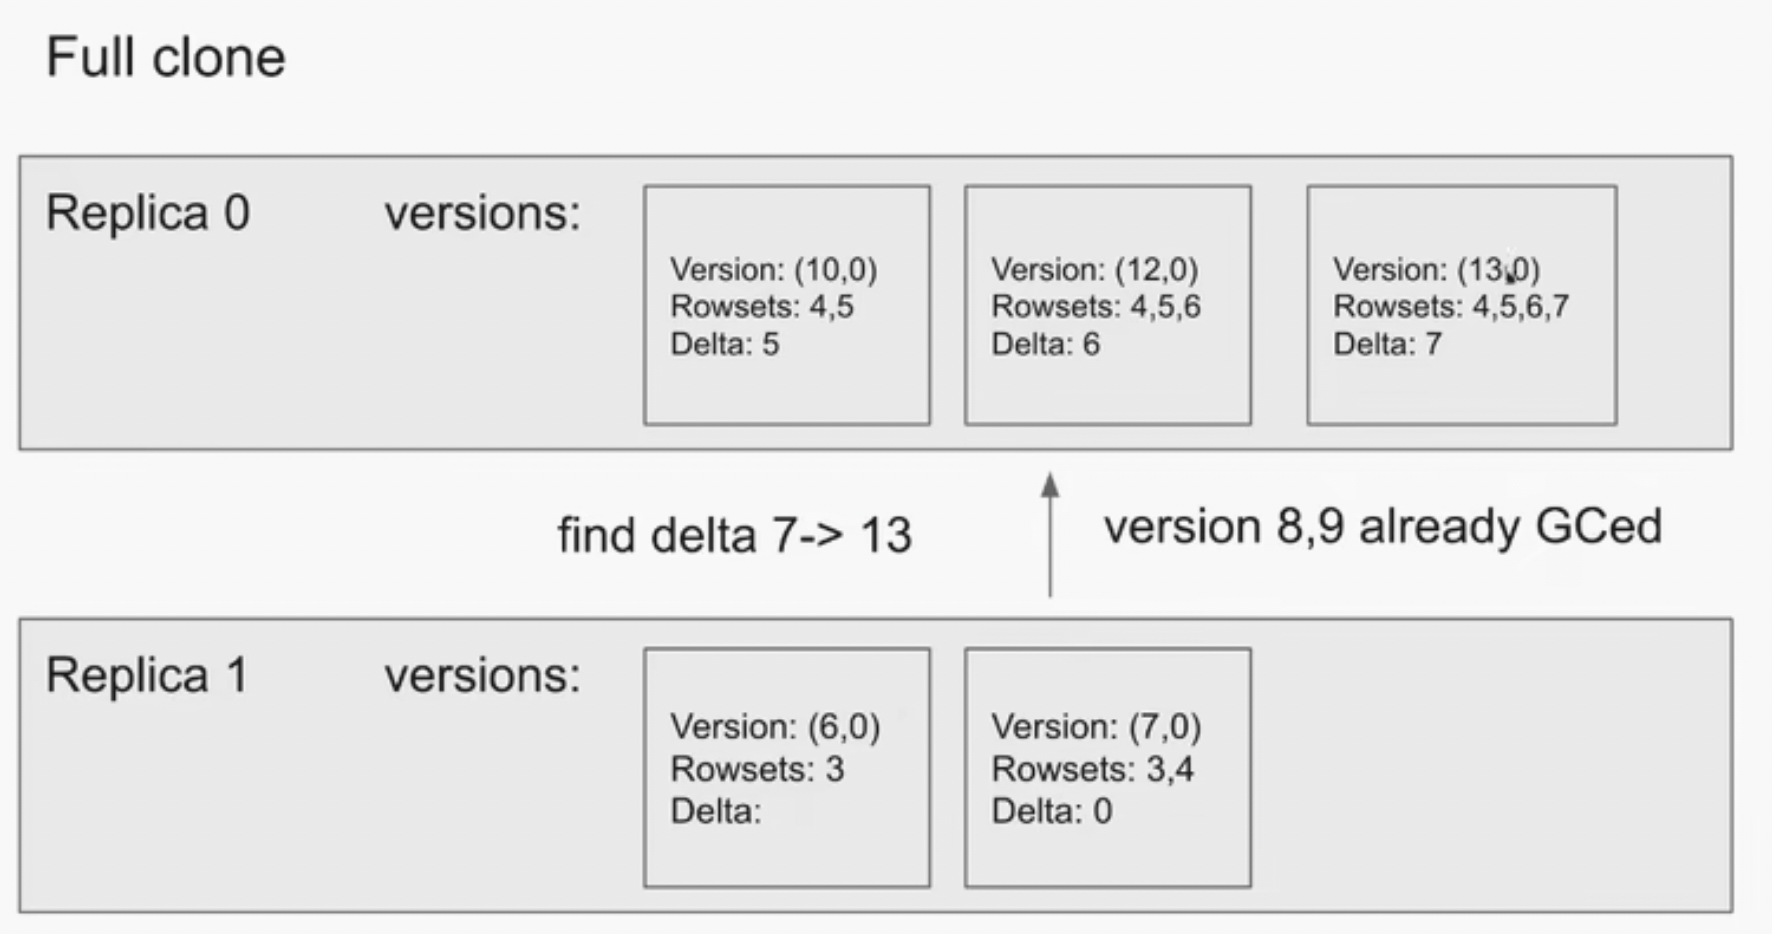 Full clone
Replica 0
versions:
Version: (10,0)
Rowsets: 4,5
Delta: 5
Version: (12,0)
Rowsets: 4,5,6
Delta: 6
Version: (13,0)
Rowsets: 4,5,6,7
Delta: 7
find delta 7-> 13
version 8,9 already GCed
Replica 1
versions:
Version: (6,0)
Rowsets: 3
Delta:
Version: (7,0)
Rowsets: 3,4
Delta: 0